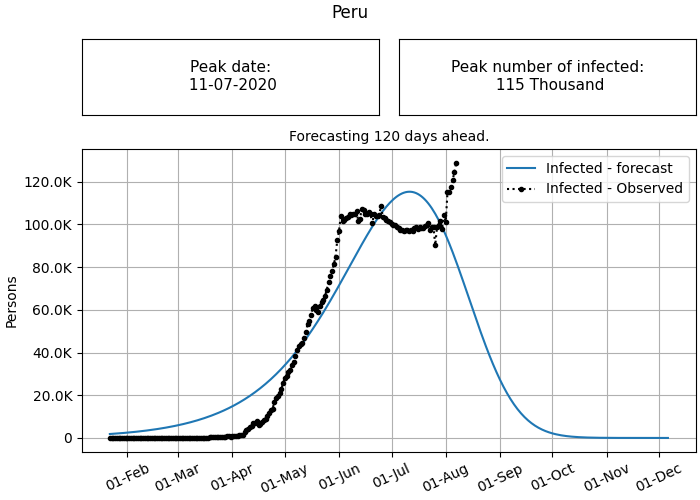 Peru
Peak date:
11-07-2020
Peak number of infected:
115 Thousand
Forecasting 120 days ahead.
Infected - forecast
Infected - Observed
120.0K
100.0K
80.0K
60.0K
40.0K
20.0K
0
Persons
01-Feb
01-Mar
01-Apr
01-May
01-Jun
01-Jul
01-Aug
01-Sep
01-Oct
01-Nov
01-Dec